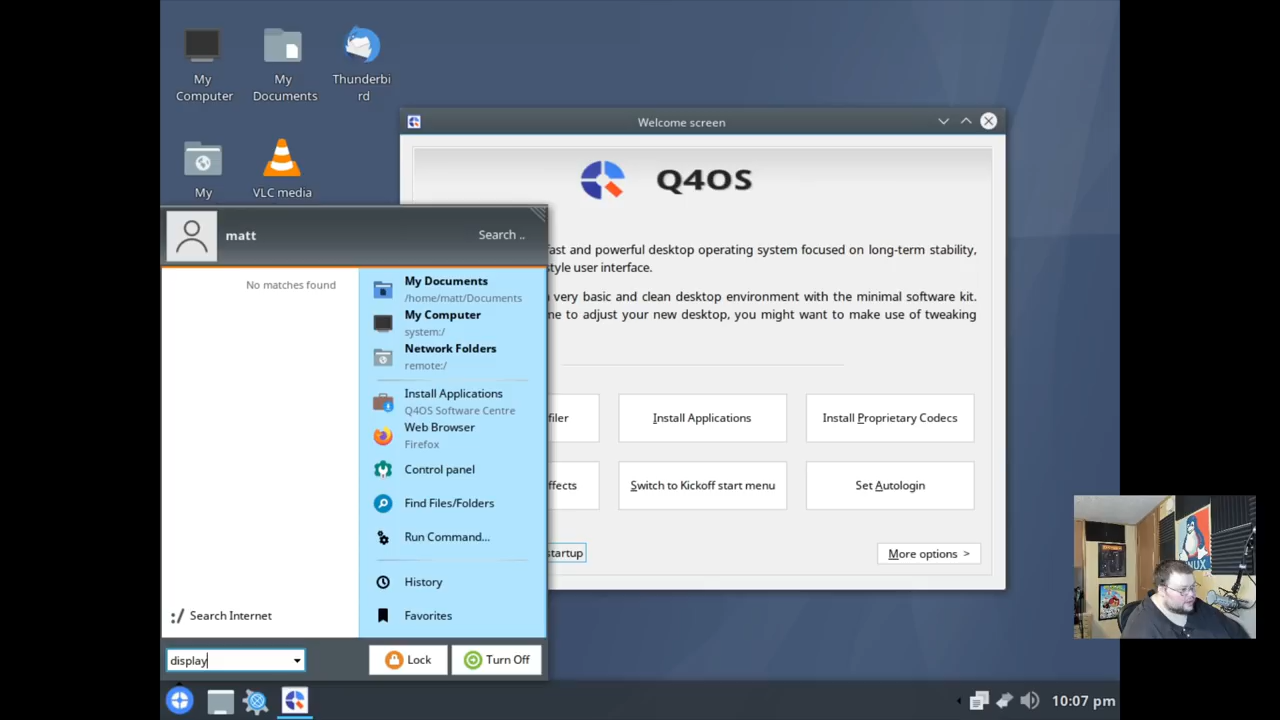 My
Computer
My
Documents
Thunderbi
rd
My
VLC media
Welcome screen
Q4OS
fast and powerful desktop operating system focused on long-term stability,
style user interface.
very basic and clean desktop environment with the minimal software kit.
to adjust your new desktop, you might want to make use of tweaking
filer
Install Applications
Install Proprietary Codecs
ffects
Switch to Kickoff start menu
Set Autologin
startup
More options >
matt
Search ..
No matches found
My Documents
/home/matt/Documents
My Computer
system:/
Network Folders
remote:/
Install Applications
Q4OS Software Centre
Web Browser
Firefox
Control panel
Find Files/Folders
Run Command...
History
Favorites
Search Internet
display
Lock
Turn Off
10:07 pm